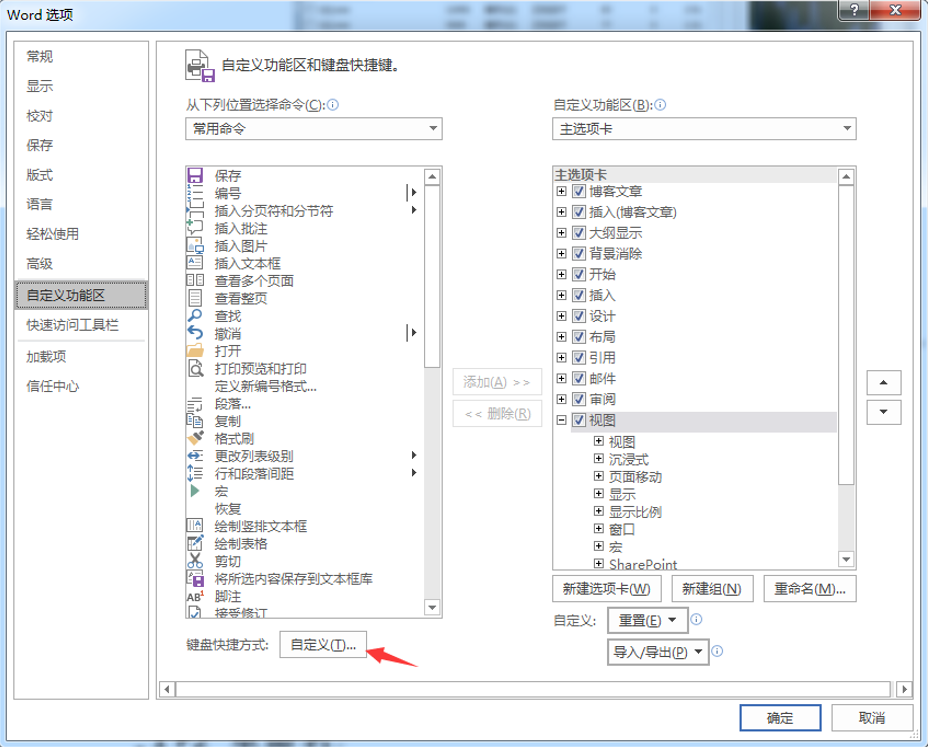 Word 选项
常规
显示
校对
保存
版式
语言
轻松使用
高级
自定义功能区
快速访问工具栏
加载项
信任中心
自定义功能区和键盘快捷键。
从下列位置选择命令(C):
常用命令
保存
编号
插入分页符和分节符
插入批注
插入图片
插入文本框
查看多个页面
查看整页
查找
撤消
打开
打印预览和打印
定义新编号格式...
段落...
复制
格式刷
更改列表级别
行和段落间距
宏
恢复
绘制竖排文本框
绘制表格
剪切
将所选内容保存到文本框库
脚注
接受修订
键盘快捷方式: 自定义(T)...
添加(A) >>
<< 删除(R)
自定义功能区(B):
主选项卡
主选项卡
博客文章
插入(博客文章)
大纲显示
背景消除
开始
插入
设计
布局
引用
邮件
审阅
视图
视图
沉浸式
页面移动
显示
显示比例
窗口
宏
SharePoint
新建选项卡(W) 新建组(N) 重命名(M)...
自定义: 重置(E)
导入/导出(P)
确定 取消